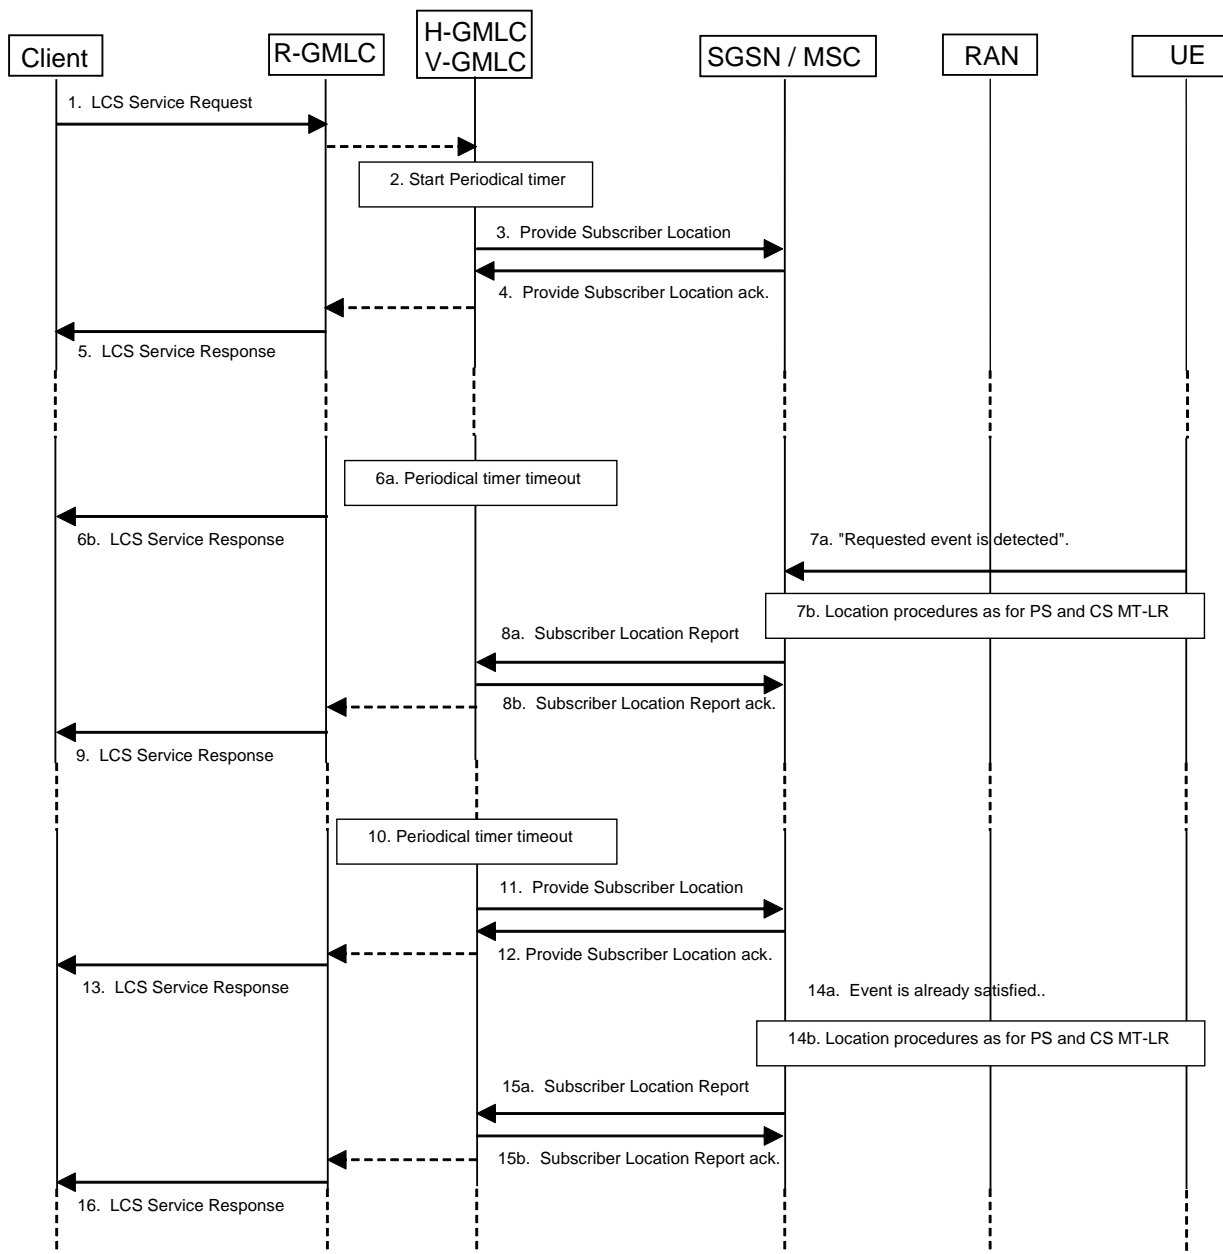 Client
R-GMLC
H-GMLC
V-GMLC
SGSN / MSC
RAN
UE
1. LCS Service Request
2. Start Periodical timer
3. Provide Subscriber Location
4. Provide Subscriber Location ack.
5. LCS Service Response
6a. Periodical timer timeout
6b. LCS Service Response
7a. "Requested event is detected".
7b. Location procedures as for PS and CS MT-LR
8a. Subscriber Location Report
8b. Subscriber Location Report ack.
9. LCS Service Response
10. Periodical timer timeout
11. Provide Subscriber Location
12. Provide Subscriber Location ack.
13. LCS Service Response
14a. Event is already satisfied..
14b. Location procedures as for PS and CS MT-LR
15a. Subscriber Location Report
15b. Subscriber Location Report ack.
16. LCS Service Response